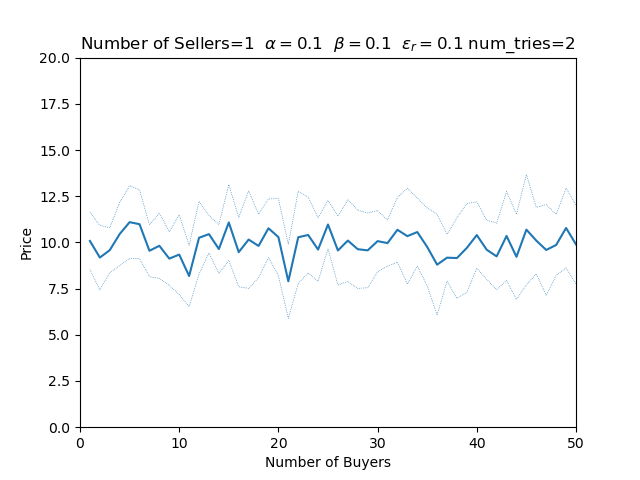 Number of Sellers=1 α = 0.1 β = 0.1 εr = 0.1 num_tries=2
20.0
17.5
15.0
12.5
10.0
7.5
5.0
2.5
0.0
Price
0 10 20 30 40 50
Number of Buyers